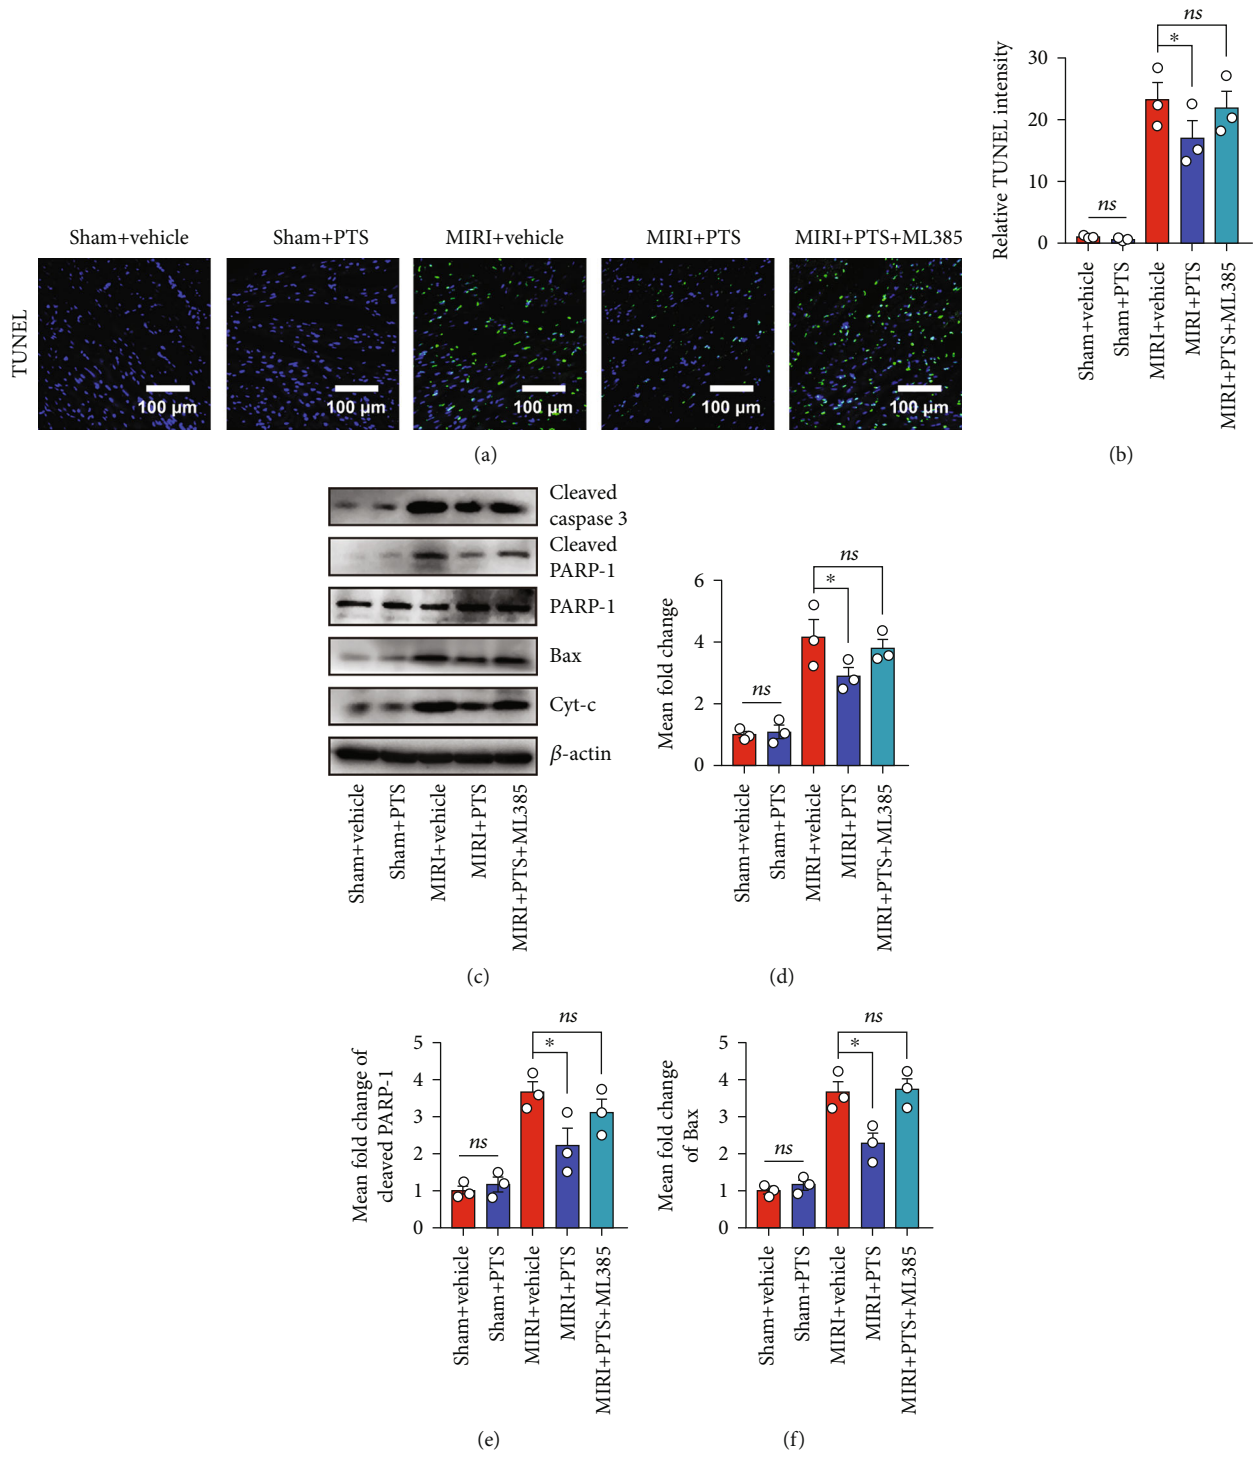 Sham+vehicle
Sham+PTS
MIRI+vehicle
MIRI+PTS
MIRI+PTS+ML385
TUNEL
100 μm
100 μm
100 μm
100 μm
100 μm
(a)
Relative TUNEL intensity
30
20
10
0
ns
ns
*
Sham+vehicle
Sham+PTS
MIRI+vehicle
MIRI+PTS
MIRI+PTS+ML385
(b)
Cleaved
caspase 3
Cleaved
PARP-1
PARP-1
Bax
Cyt-c
β-actin
Sham+vehicle
Sham+PTS
MIRI+vehicle
MIRI+PTS
MIRI+PTS+ML385
(c)
Mean fold change
6
4
2
0
ns
ns
*
Sham+vehicle
Sham+PTS
MIRI+vehicle
MIRI+PTS
MIRI+PTS+ML385
(d)
Mean fold change of
cleaved PARP-1
5
4
3
2
1
0
ns
ns
*
Sham+vehicle
Sham+PTS
MIRI+vehicle
MIRI+PTS
MIRI+PTS+ML385
(e)
Mean fold change
of Bax
5
4
3
2
1
0
ns
ns
*
Sham+vehicle
Sham+PTS
MIRI+vehicle
MIRI+PTS
MIRI+PTS+ML385
(f)